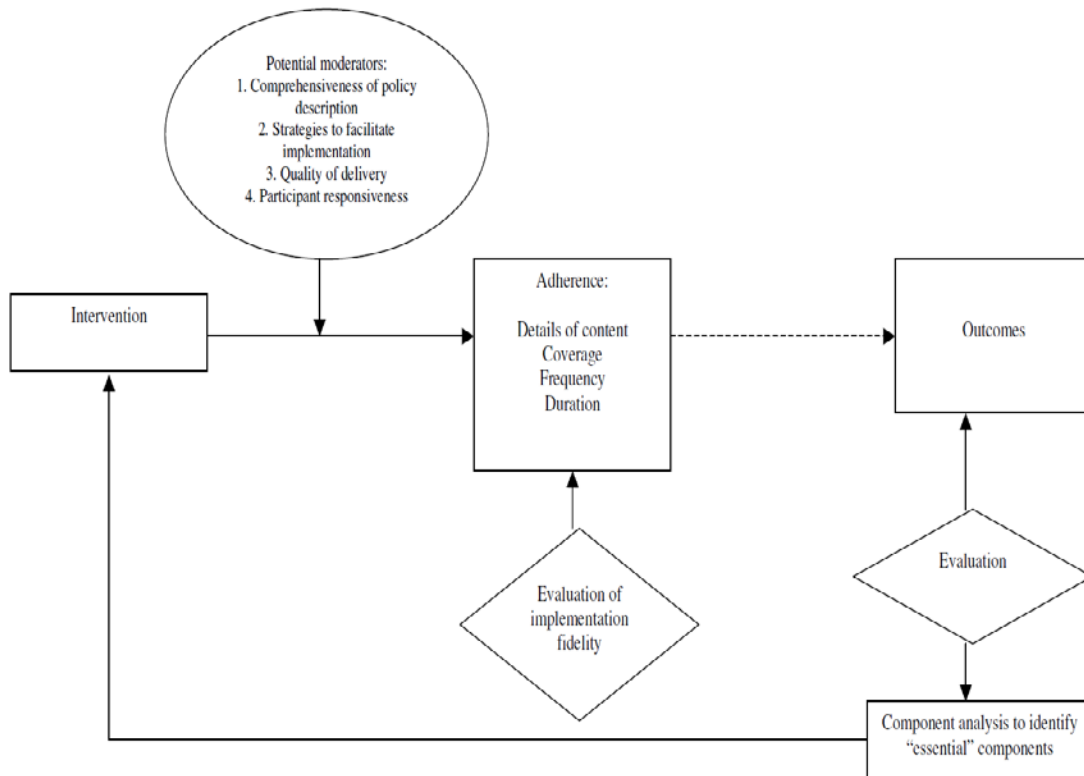 Potential moderators:
1. Comprehensiveness of policy
description
2. Strategies to facilitate
implementation
3. Quality of delivery
4. Participant responsiveness
Intervention
Adherence:
Details of content
Coverage
Frequency
Duration
Outcomes
Evaluation of
implementation
fidelity
Evaluation
Component analysis to identify
“essential” components